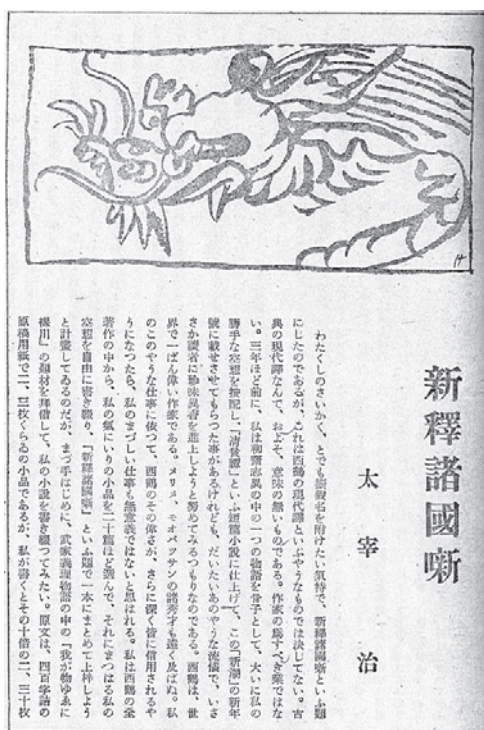 新釋諸國噺
太宰治
わたくしのさいかく、とでも振假名を附けたい氣持で、新釋諸國噺といふ題
にしたのであるが、これは西鶴の現代譯といふやうなものでは決してない。古
典の現代譯なんて、およそ、意味の無いものである。作家の爲すべき業ではな
い。三年ほど前に、私は聊齋志異の中の一つの物語を骨子として、大いに私の
勝手な空想を按配し、「清貧譚」といふ短篇小説に仕上げて、この「新潮」の新年
號に載せさせてもらつた事があるけれども、だいたいあのやうな流儀で、いさ
さか讀者に珍味異香を進上しようと努めてみるつもりなのである。西鶴は、世
界で一ばん偉い作家である。メリメ、モオパツサンの諸秀才も遠く及ばぬ。私
のこのやうな仕事に依つて、西鶴のその偉さが、さらに深く皆に信用されるや
うになつたら、私のまづしい仕事も無意義ではないと思はれる。私は西鶴の全
著作の中から、私の氣にいりの小品を二十篇ほど選んで、それにまつはる私の
空想を自由に書き綴り、「新釋諸國噺」といふ題で一本にまとめて上梓しよう
と計畫してゐるのだが、まづ手はじめに、武家義理物語の中の「我が物ゆゑに
裸川」の題材を拜借して、私の小説を書き綴つてみたい。原文は、四百字詰の
原稿用紙で二、三枚くらゐの小品であるが、私が書くとその十倍の二、三十枚